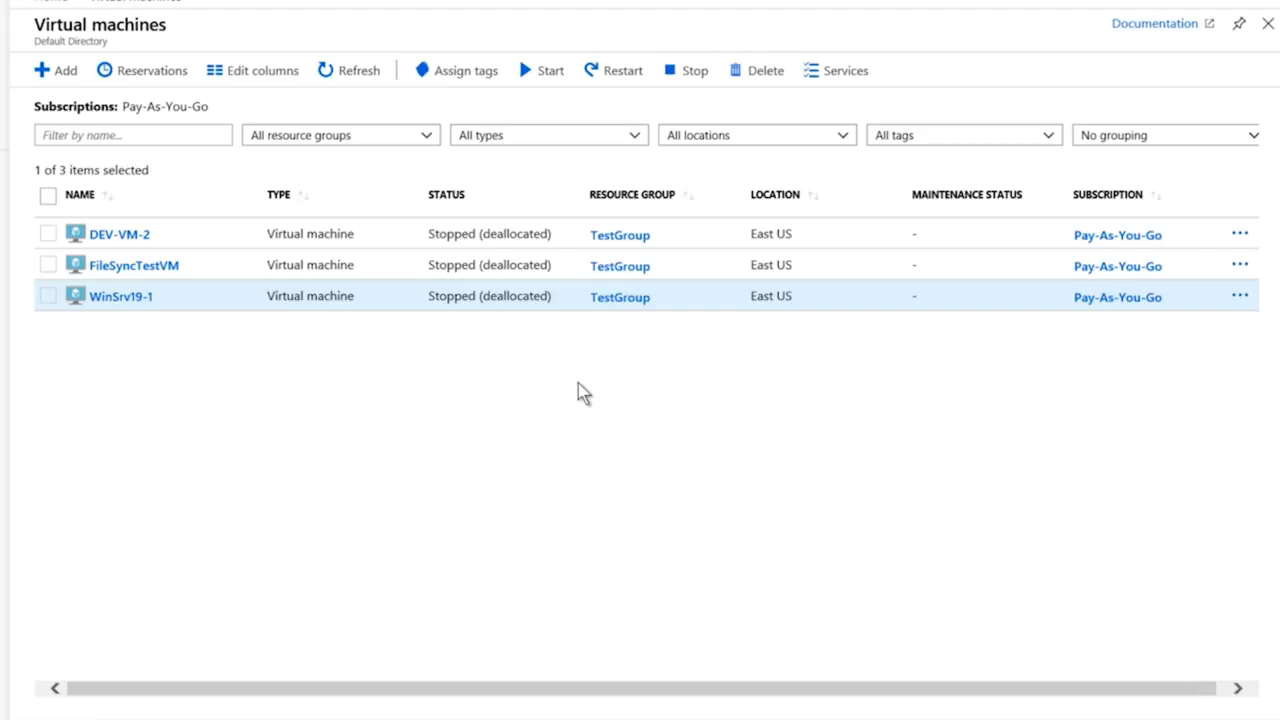 Virtual machines
Documentation
Default Directory
Add Reservations Edit columns Refresh Assign tags Start Restart Stop Delete Services
Subscriptions: Pay-As-You-Go
Filter by name... All resource groups All types All locations All tags No grouping
1 of 3 items selected
NAME TYPE STATUS RESOURCE GROUP LOCATION MAINTENANCE STATUS SUBSCRIPTION
DEV-VM-2 Virtual machine Stopped (deallocated) TestGroup East US - Pay-As-You-Go ...
FileSyncTestVM Virtual machine Stopped (deallocated) TestGroup East US - Pay-As-You-Go ...
WinSrv19-1 Virtual machine Stopped (deallocated) TestGroup East US - Pay-As-You-Go ...